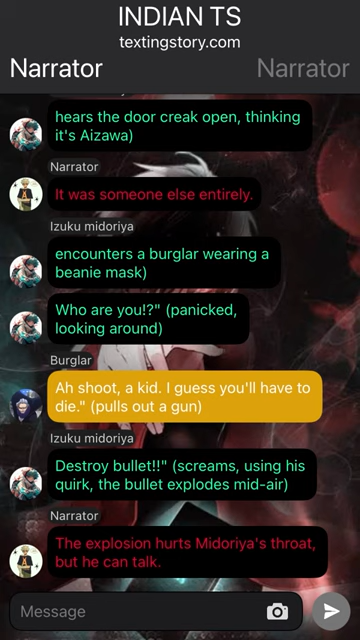 INDIAN TS
textingstory.com
Narrator
Narrator
hears the door creak open, thinking
it's Aizawa)
Narrator
It was someone else entirely.
Izuku midoriya
encounters a burglar wearing a
beanie mask)
Who are you!?" (panicked,
looking around)
Burglar
Ah shoot, a kid. I guess you'll have to
die." (pulls out a gun)
Izuku midoriya
Destroy bullet!!" (screams, using his
quirk, the bullet explodes mid-air)
Narrator
The explosion hurts Midoriya's throat,
but he can talk.
Message